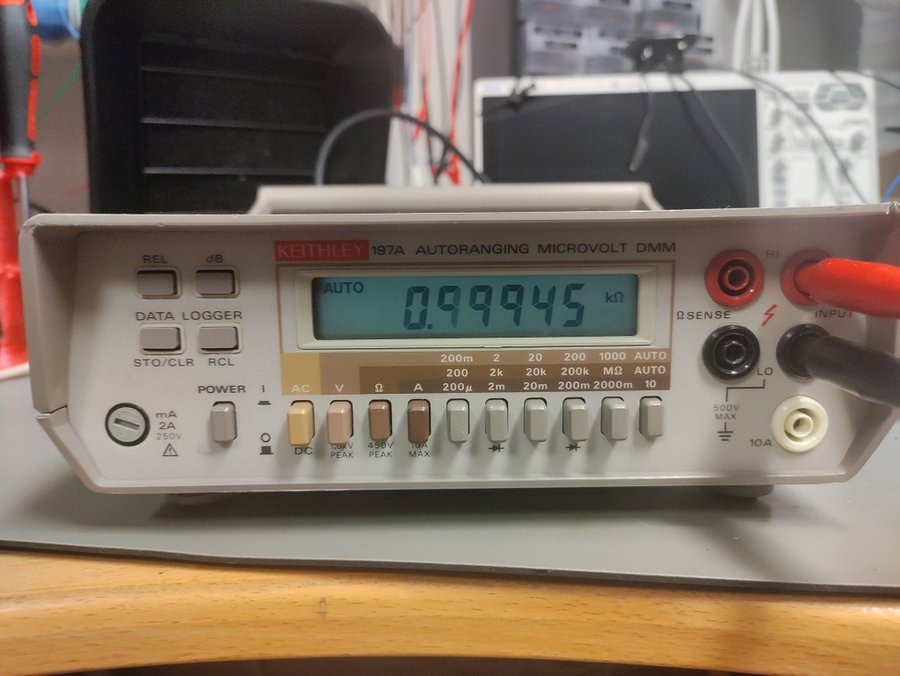 KEITHLEY 197A AUTORANGING MICROVOLT DMM
REL dB
DATA LOGGER
STO/CLR RCL
AUTO 0.99945 kΩ
HI
Ω SENSE INPUT
LO
500V
MAX
10A
200m 2 20 200 1000 AUTO
200 2k 20k 200k MΩ AUTO
200µ 2m 20m 200m 2000m 10
POWER I
O
mA
2A
250V
AC V Ω A
DC PEAK 450V PEAK 10A MAX